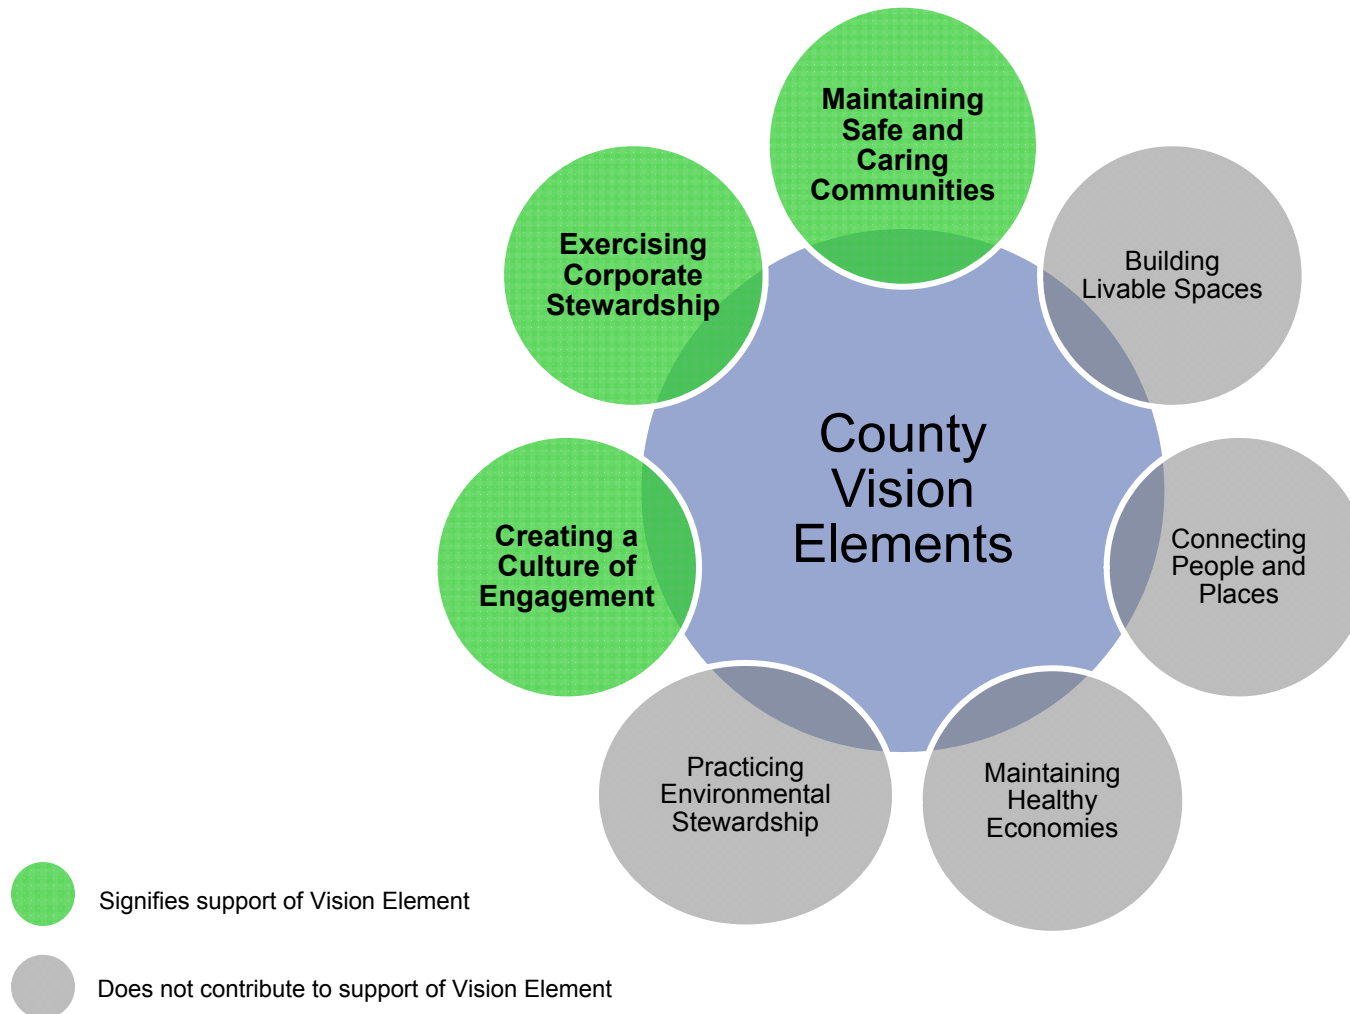 Maintaining
Safe and
Caring
Communities
Exercising
Corporate
Stewardship
Building
Livable Spaces
County
Vision
Elements
Creating a
Culture of
Engagement
Connecting
People and
Places
Practicing
Environmental
Stewardship
Maintaining
Healthy
Economies
Signifies support of Vision Element
Does not contribute to support of Vision Element